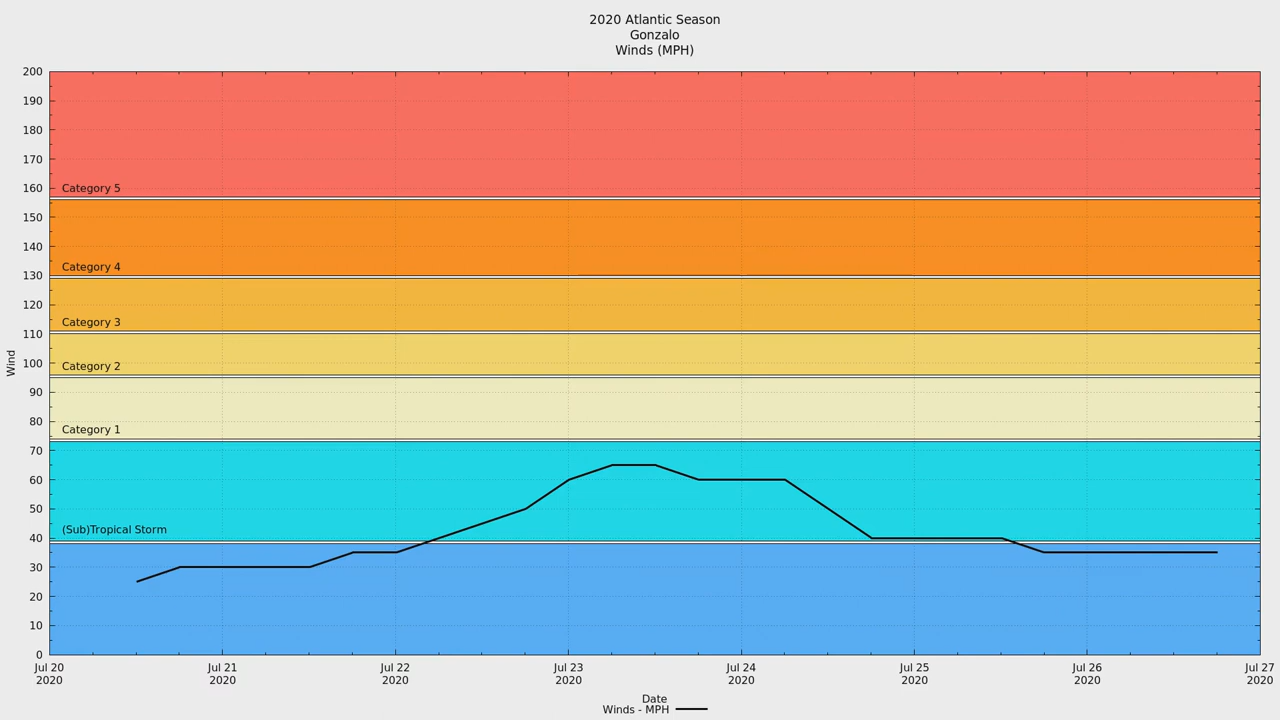 2020 Atlantic Season
Gonzalo
Winds (MPH)
200
190
180
170
160
150
140
130
120
110
100
90
80
70
60
50
40
30
20
10
0
Wind
Category 5
Category 4
Category 3
Category 2
Category 1
(Sub)Tropical Storm
Jul 20 Jul 21 Jul 22 Jul 23 Jul 24 Jul 25 Jul 26 Jul 27
2020 2020 2020 2020 2020 2020 2020 2020
Date
Winds - MPH